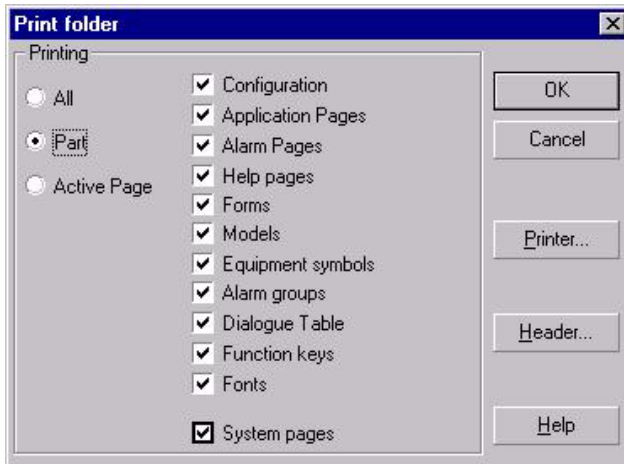 Print folder
Printing
All
Part
Active Page
Configuration
Application Pages
Alarm Pages
Help pages
Forms
Models
Equipment symbols
Alarm groups
Dialogue Table
Function keys
Fonts
System pages
OK
Cancel
Printer...
Header...
Help